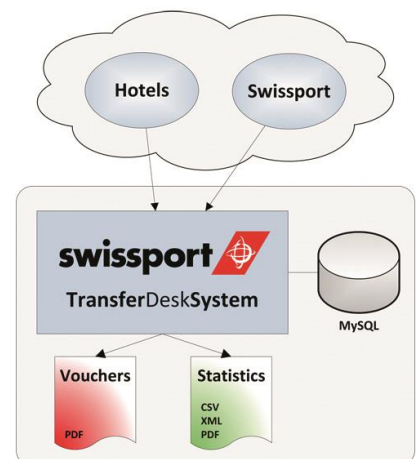 Hotels
Swissport
swissport
TransferDeskSystem
MySQL
Vouchers
PDF
Statistics
CSV
XML
PDF